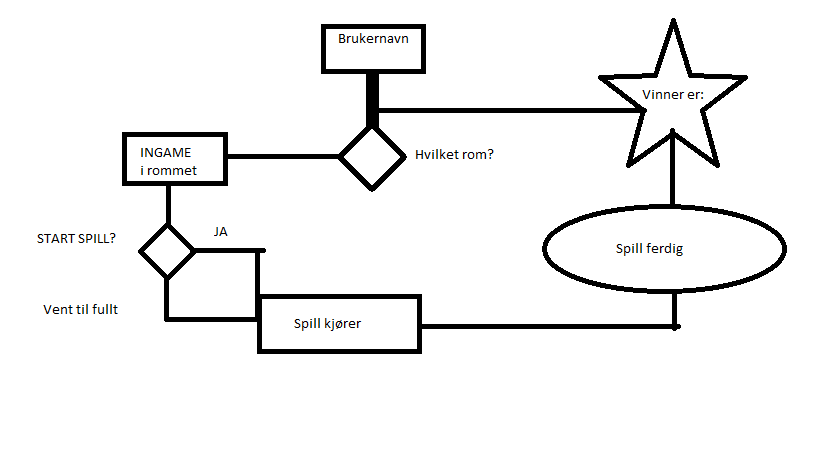 Brukernavn
Vinner er:
INGAME
i rommet
Hvilket rom?
START SPILL?
JA
Spill ferdig
Vent til fullt
Spill kjører